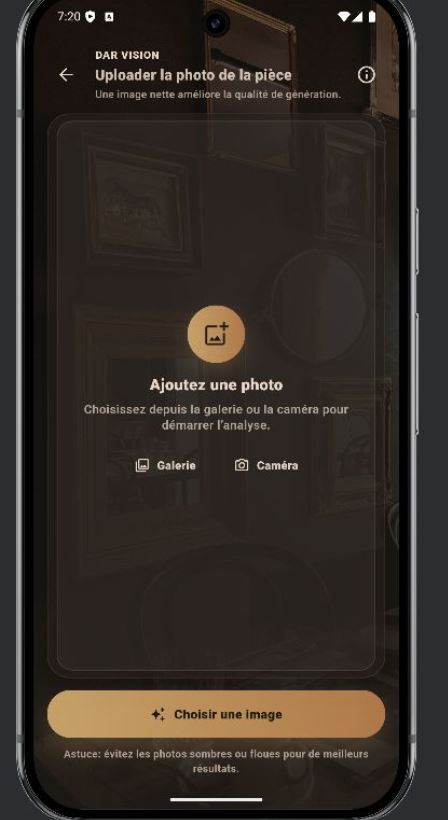 7:20
DAR VISION
Uploader la photo de la pièce
Une image nette améliore la qualité de génération.
Ajoutez une photo
Choisissez depuis la galerie ou la caméra pour
démarrer l'analyse.
Galerie
Caméra
Choisir une image
Astuce: évitez les photos sombres ou floues pour de meilleurs
résultats.